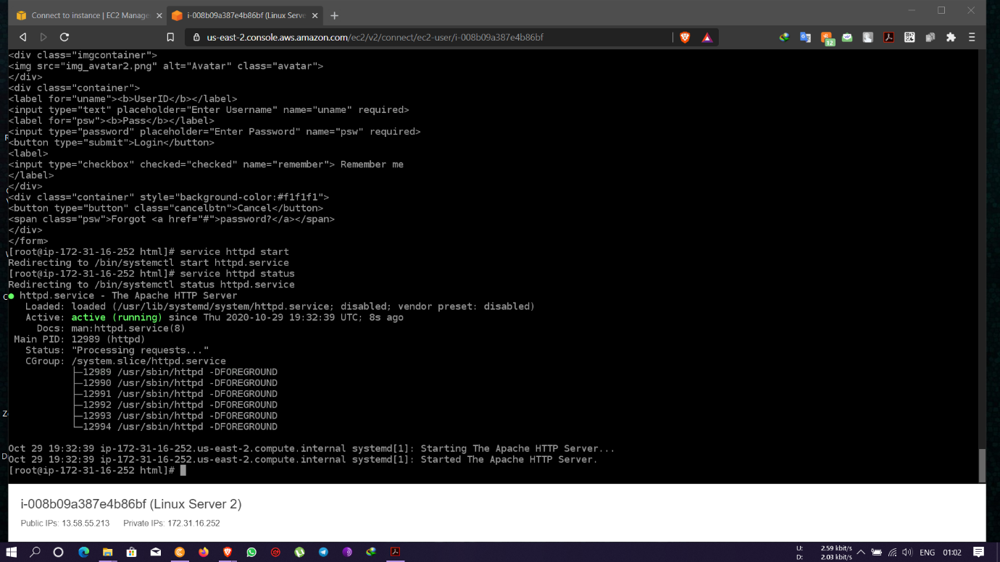 Connect to instance | EC2 Manage
i-008b09a387e4b86bf (Linux Serve
us-east-2.console.aws.amazon.com/ec2/v2/connect/ec2-user/i-008b09a387e4b86bf
12
<div class="imgcontainer">
<img src="img_avatar2.png" alt="Avatar" class="avatar">
</div>
<div class="container">
<label for="uname"><b>UserID</b></label>
<input type="text" placeholder="Enter Username" name="uname" required>
<label for="psw"><b>Pass</b></label>
<input type="password" placeholder="Enter Password" name="psw" required>
<button type="submit">Login</button>
<label>
<input type="checkbox" checked="checked" name="remember"> Remember me
</label>
</div>
<div class="container" style="background-color:#f1f1f1">
<button type="button" class="cancelbtn">Cancel</button>
<span class="psw">Forgot <a href="#">password?</a></span>
</div>
</form>
[root@ip-172-31-16-252 html]# service httpd start
Redirecting to /bin/systemctl start httpd.service
[root@ip-172-31-16-252 html]# service httpd status
Redirecting to /bin/systemctl status httpd.service
● httpd.service - The Apache HTTP Server
Loaded: loaded (/usr/lib/systemd/system/httpd.service; disabled; vendor preset: disabled)
Active: active (running) since Thu 2020-10-29 19:32:39 UTC; 8s ago
Docs: man:httpd.service(8)
Main PID: 12989 (httpd)
Status: "Processing requests..."
CGroup: /system.slice/httpd.service
├─12989 /usr/sbin/httpd -DFOREGROUND
├─12990 /usr/sbin/httpd -DFOREGROUND
├─12991 /usr/sbin/httpd -DFOREGROUND
├─12992 /usr/sbin/httpd -DFOREGROUND
├─12993 /usr/sbin/httpd -DFOREGROUND
└─12994 /usr/sbin/httpd -DFOREGROUND
Oct 29 19:32:39 ip-172-31-16-252.us-east-2.compute.internal systemd[1]: Starting The Apache HTTP Server...
Oct 29 19:32:39 ip-172-31-16-252.us-east-2.compute.internal systemd[1]: Started The Apache HTTP Server.
[root@ip-172-31-16-252 html]#
i-008b09a387e4b86bf (Linux Server 2)
Public IPs: 13.58.55.213 Private IPs: 172.31.16.252
U: 2.59 kbit/s
D: 2.03 kbit/s
ENG 01:02